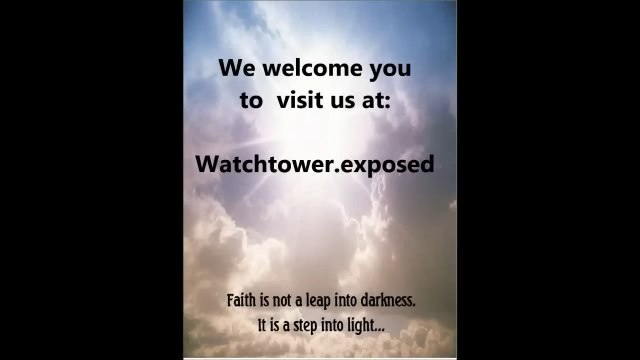 We welcome you
to visit us at:
Watchtower.exposed
Faith is not a leap into darkness.
It is a step into light...